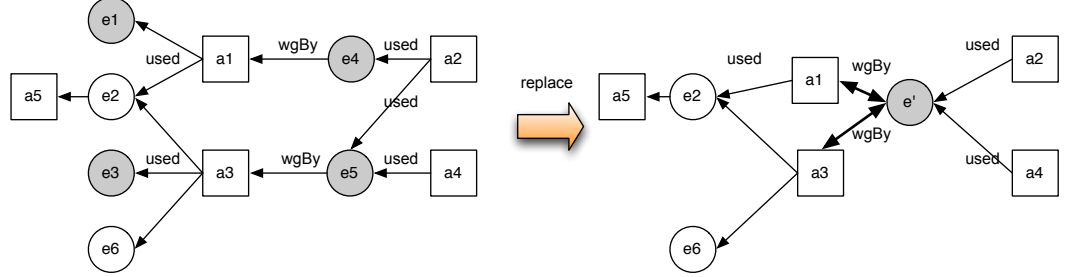 e1
used
a1
wgBy
e4
used
a2
a5
e2
used
e3
used
a3
wgBy
e5
used
a4
e6
replace
used
a1
wgBy
used
a2
a5
e2
e'
wgBy
a3
used
a4
e6